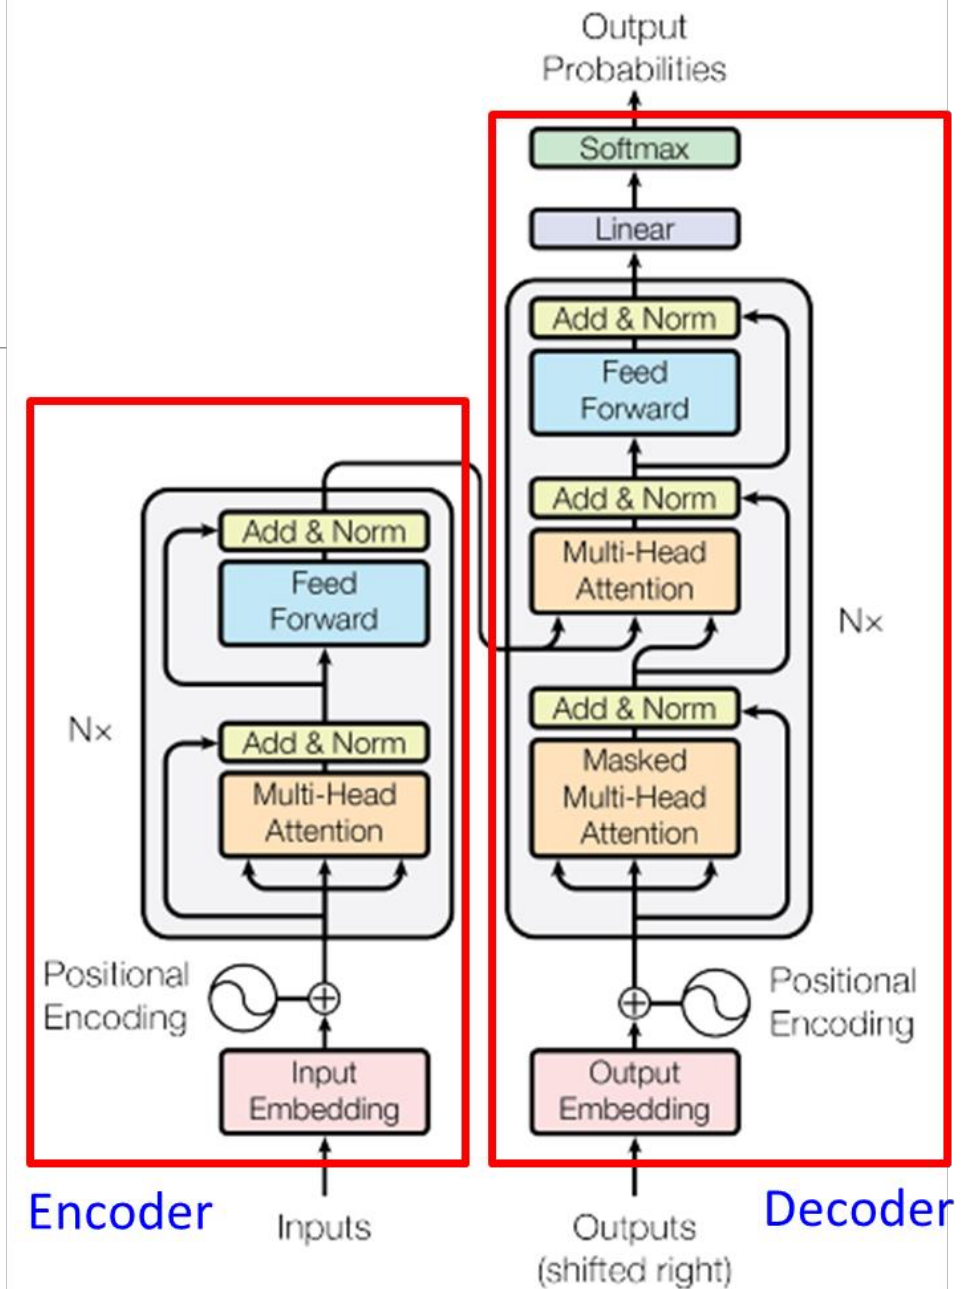 Output
Probabilities
Softmax
Linear
Add & Norm
Feed
Forward
Add & Norm
Multi-Head
Attention
Nx
Add & Norm
Masked
Multi-Head
Attention
Positional
Encoding
Output
Embedding
Outputs
(shifted right)
Decoder
Add & Norm
Feed
Forward
Nx
Add & Norm
Multi-Head
Attention
Positional
Encoding
Input
Embedding
Inputs
Encoder